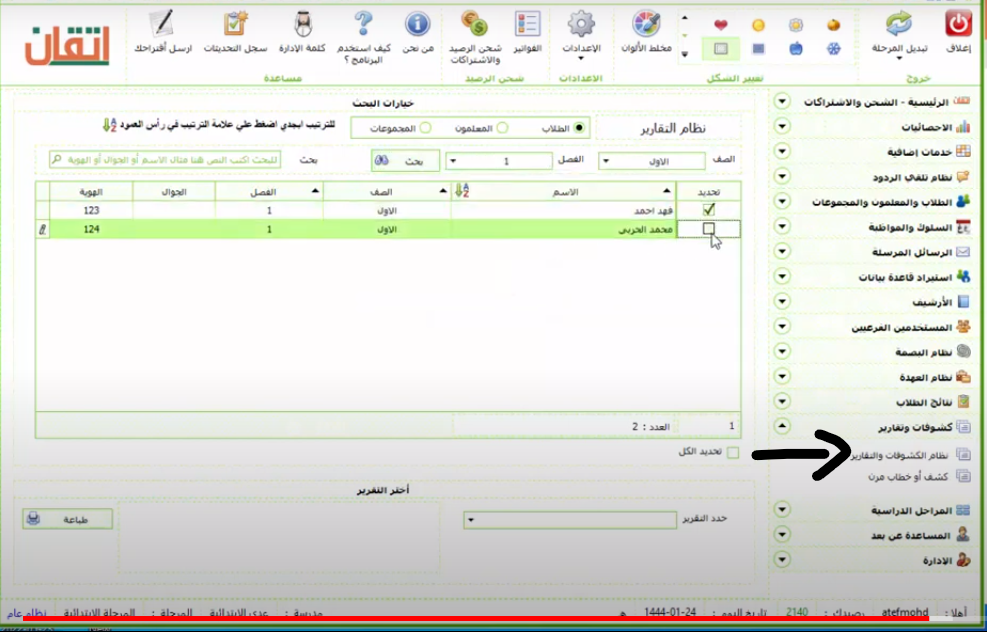 إغلاق
تبديل المرحلة
خروج
تغيير الشكل
مخلط الألوان
الإعدادات
الاعدادات
الفواتير
شحن الرصيد والاشتراكات
شحن الرصيد
من نحن
كيف استخدم البرنامج ؟
كلمة الإدارة
سجل التحديثات
ارسل أقتراحك
مساعدة
اتقان
الرئيسية - الشحن والاشتراكات
الاحصائيات
خدمات إضافية
نظام تلقي الردود
الطلاب والمعلمون والمجموعات
السلوك والمواظبة
الرسائل المرسلة
استيراد قاعدة بيانات
الأرشيف
المستخدمين الفرعيين
نظام البصمة
نظام العهدة
نتائج الطلاب
كشوفات وتقارير
نظام الكشوفات والتقارير
كشف أو خطاب مرن
المراحل الدراسية
المساعدة عن بعد
الإدارة
خيارات البحث
نظام التقارير
الطلاب
المعلمون
المجموعات
للترتيب ابجدي اضغط علي علامة الترتيب في رأس العمود
الصف
الاول
الفصل
1
بحث
بحث
للبحث اكتب النص هنا مثال الاسم أو الجوال أو الهوية
تحديد الاسم الصف الفصل الجوال الهوية
فهد احمد الاول 1 123
محمد الحربي الاول 1 124
1 العدد : 2
تحديد الكل
أختر التقرير
حدد التقرير
طباعة
أهلا : atefmohd رصيدك : 2140 تاريخ اليوم : 1444-01-24 هـ مدرسة : عدي الابتدائية المرحلة : المرحلة الابتدائية نظام عام